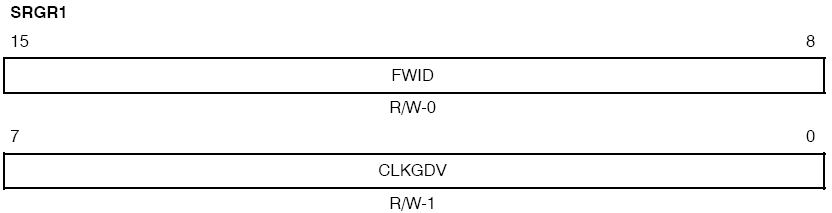 SRGR1
15 8
FWID
R/W-0
7 0
CLKGDV
R/W-1